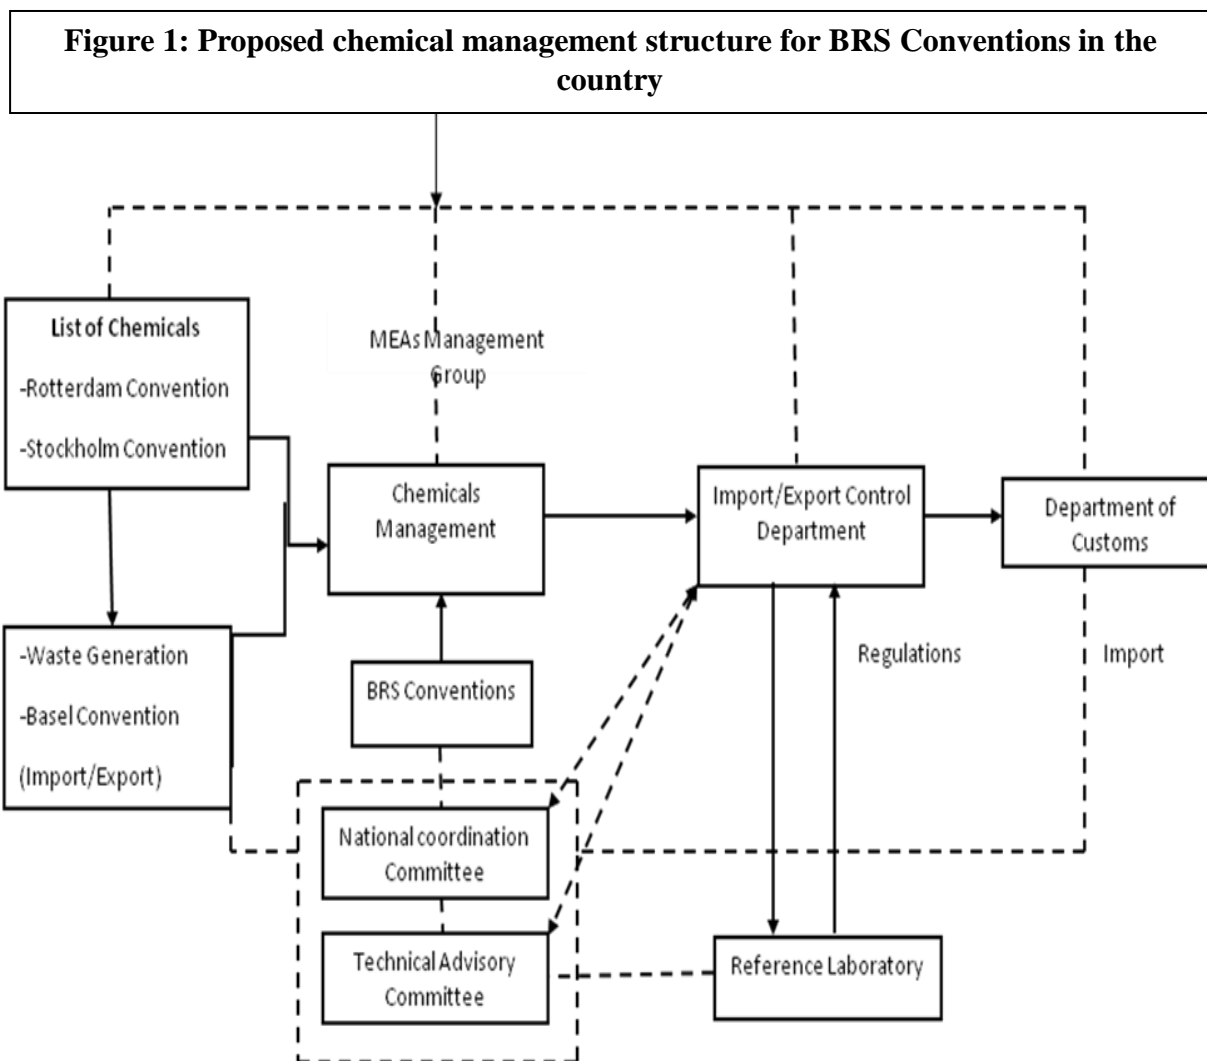 Figure 1: Proposed chemical management structure for BRS Conventions in the
country
List of Chemicals
-Rotterdam Convention
-Stockholm Convention
MEAs Management
Group
Chemicals
Management
Import/Export Control
Department
Department of
Customs
-Waste Generation
-Basel Convention
(Import/Export)
BRS Conventions
Regulations
Import
National coordination
Committee
Technical Advisory
Committee
Reference Laboratory